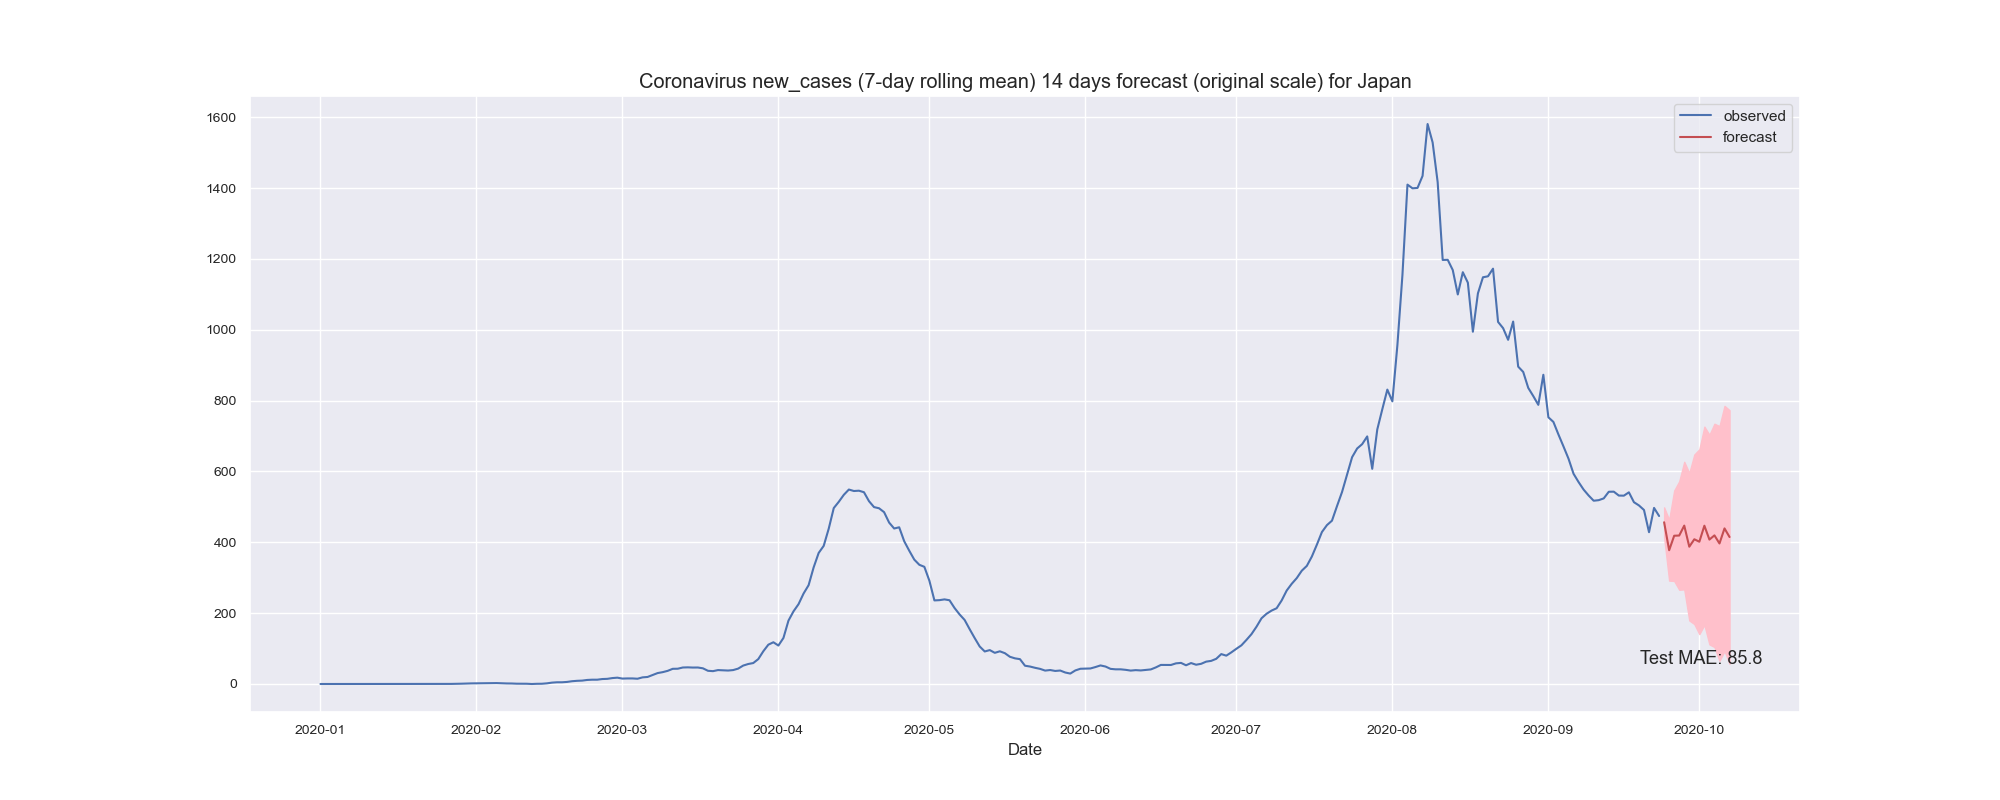 Coronavirus new_cases (7-day rolling mean) 14 days forecast (original scale) for Japan
observed
forecast
1600
1400
1200
1000
800
600
400
200
0
Test MAE: 85.8
2020-01 2020-02 2020-03 2020-04 2020-05 2020-06 2020-07 2020-08 2020-09 2020-10
Date